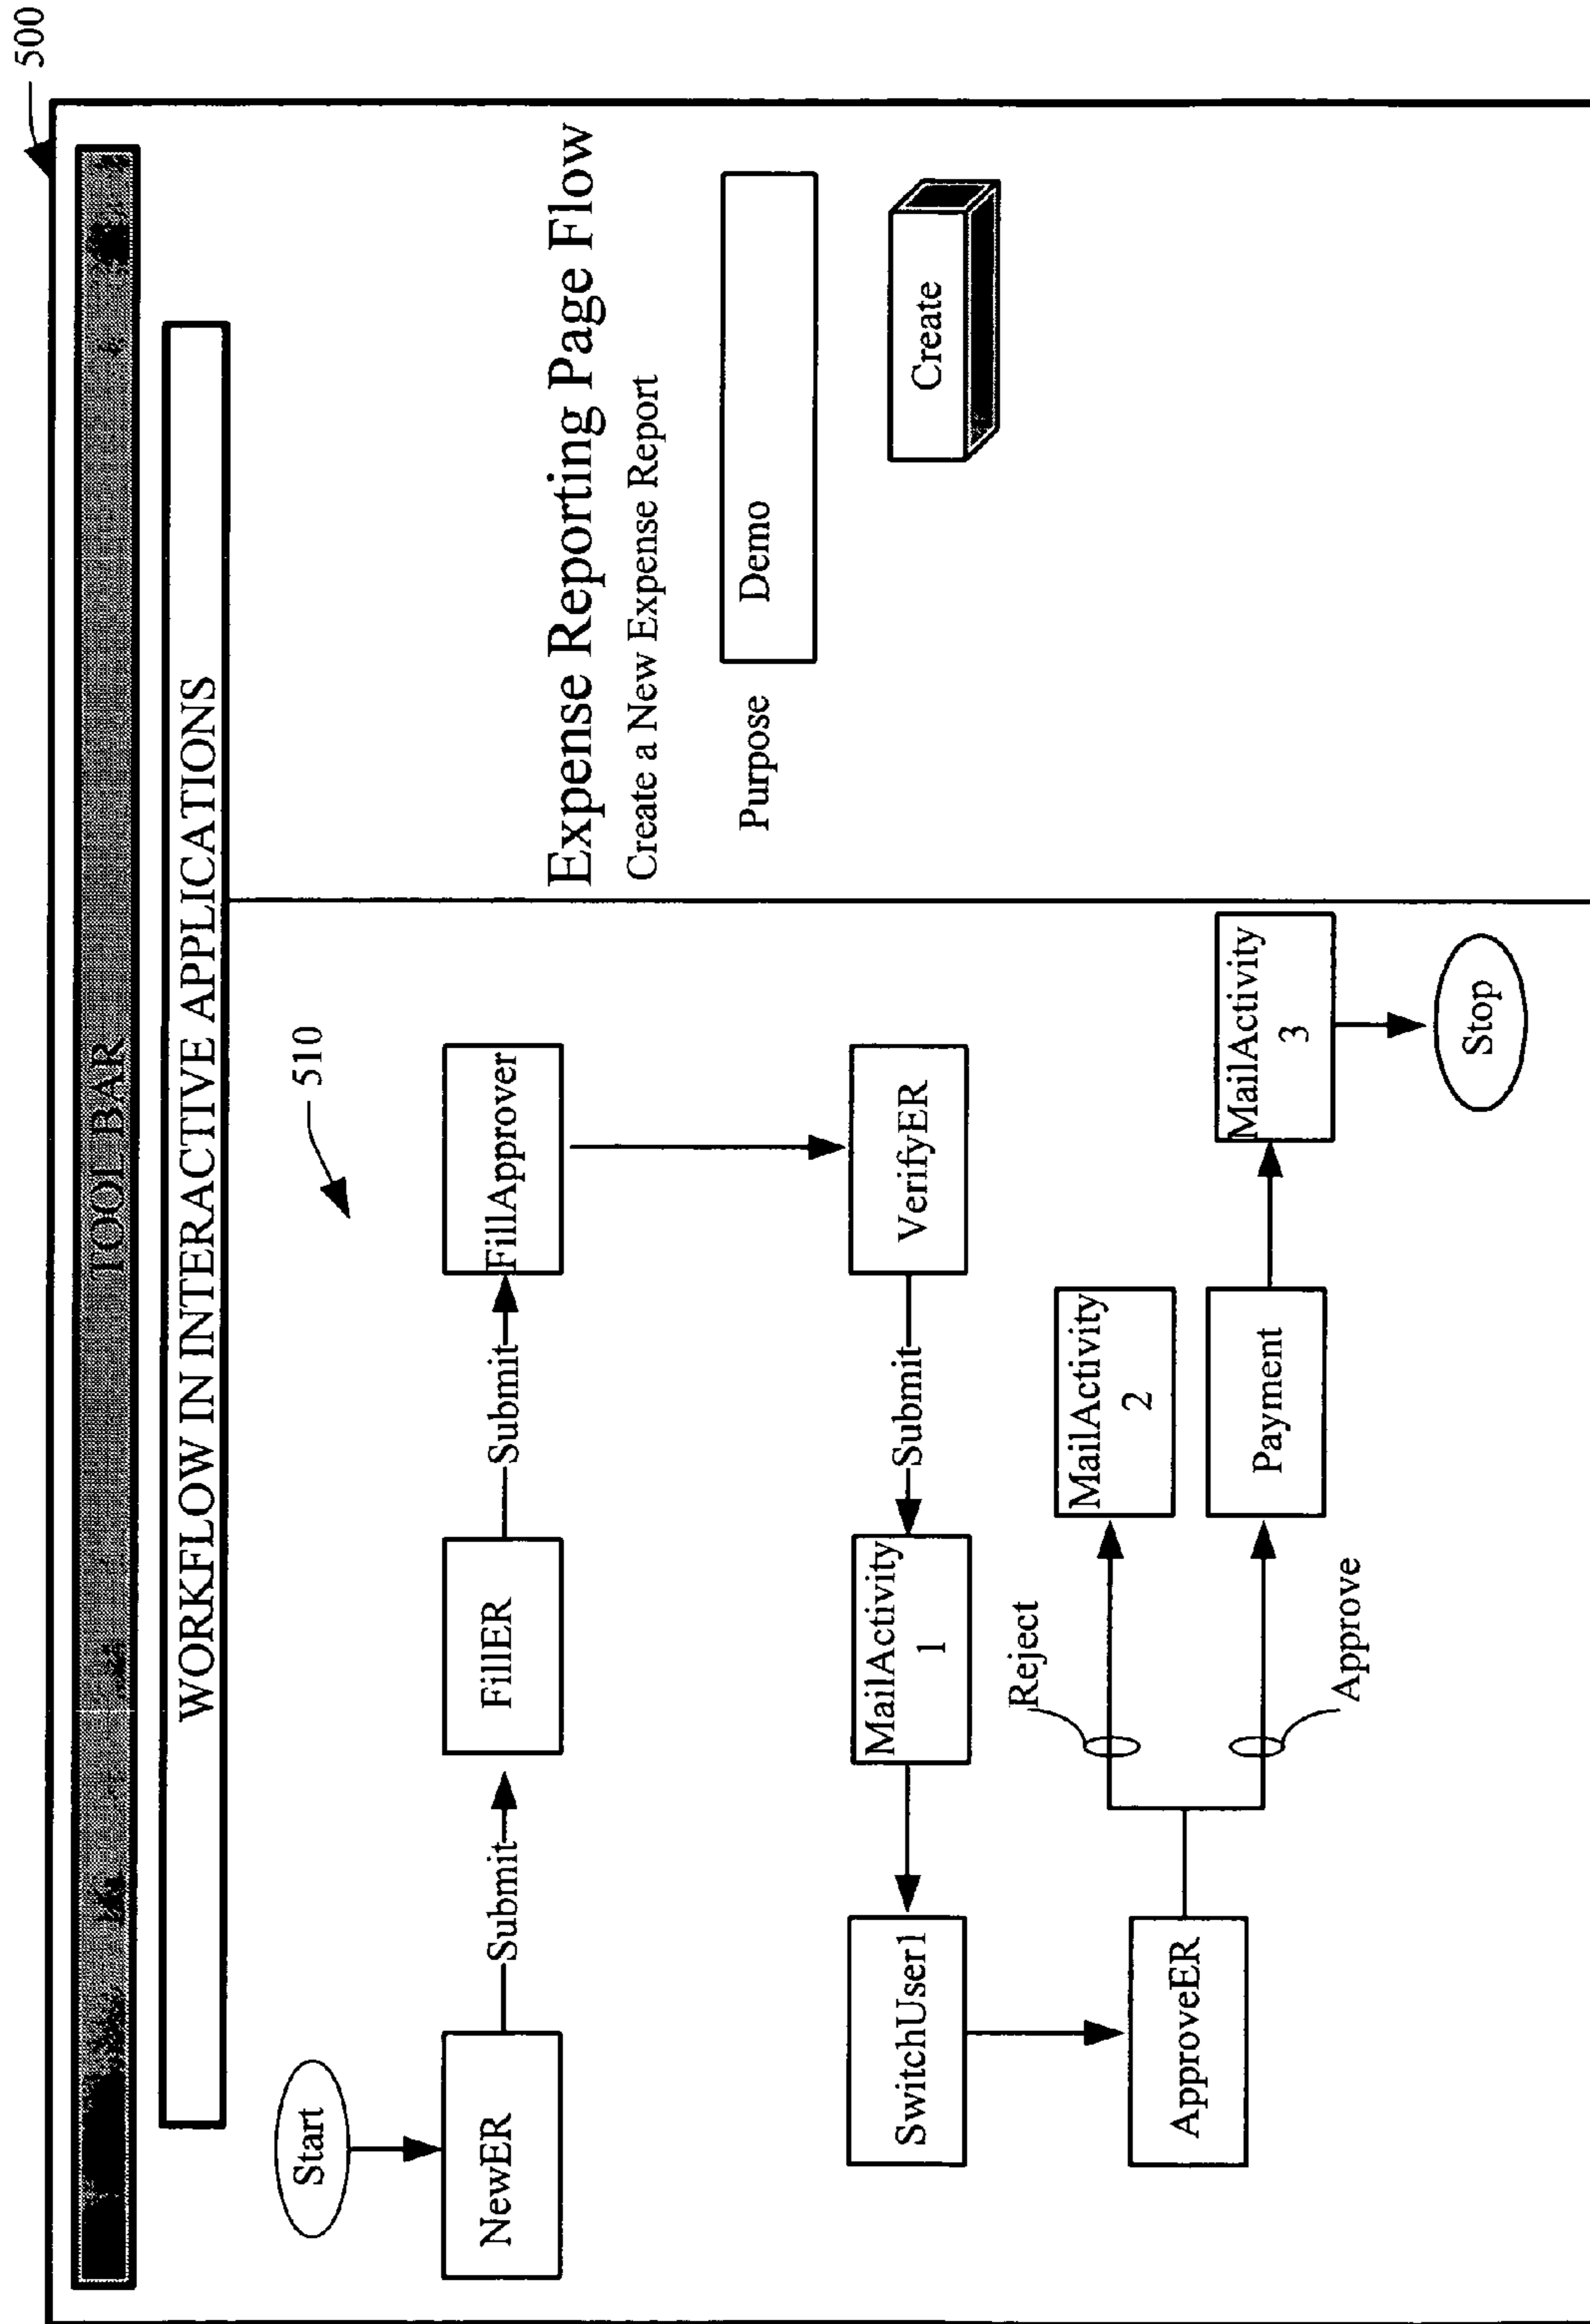 500
TOOL BAR
WORKFLOW IN INTERACTIVE APPLICATIONS
510
Start
NewER
Submit
FillER
Submit
FillApprover
VerifyER
Submit
MailActivity
1
SwitchUser1
ApproveER
Reject
Approve
MailActivity
2
Payment
MailActivity
3
Stop
Expense Reporting Page Flow
Create a New Expense Report
Purpose
Demo
Create